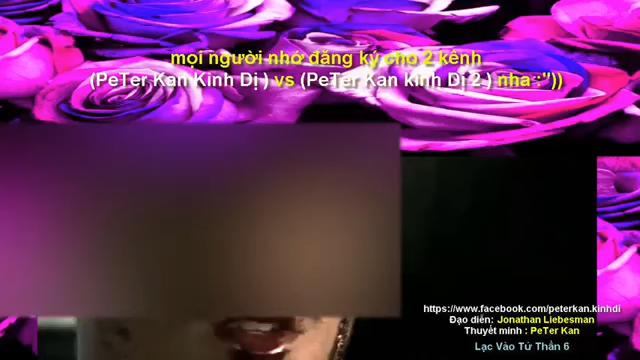 mọi người nhớ đăng ký cho 2 kênh
(PeTer Kan Kinh Dị ) vs (PeTer Kan kinh Dị 2 ) nha :"))
https://www.facebook.com/peterkan.kinhdi
Đạo diễn: Jonathan Liebesman
Thuyết minh : PeTer Kan
Lạc Vào Tử Thần 6